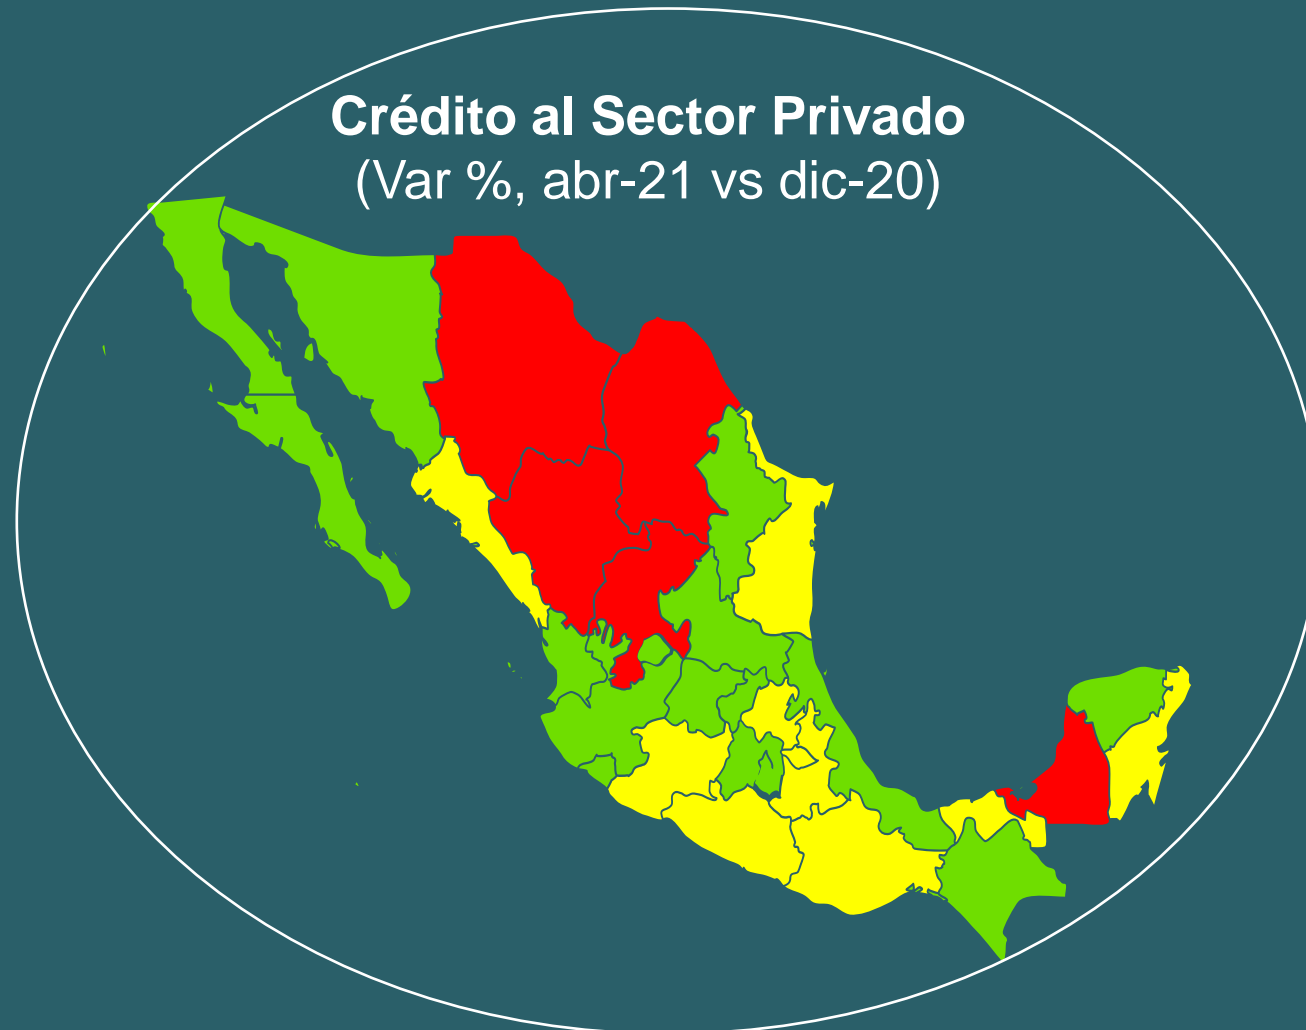 Crédito al Sector Privado
(Var %, abr-21 vs dic-20)